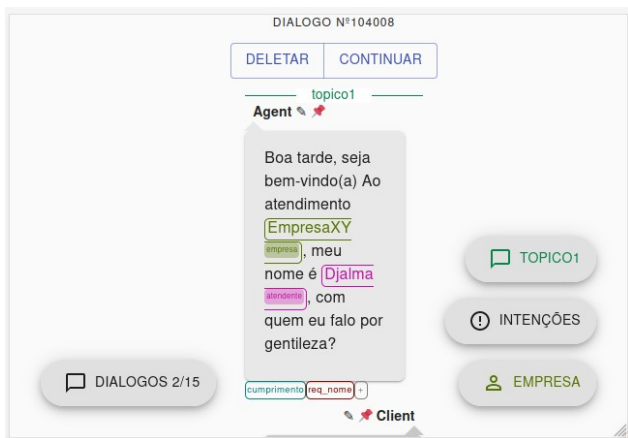 DIALOGO Nº104008
DELETAR CONTINUAR
topico1
Agent
Boa tarde, seja
bem-vindo(a) Ao
atendimento
EmpresaXY
empresa, meu
nome é Djalma
atendente, com
quem eu falo por
gentileza?
cumprimento req_nome +
Client
TOPICO1
INTENÇÕES
EMPRESA
DIALOGOS 2/15